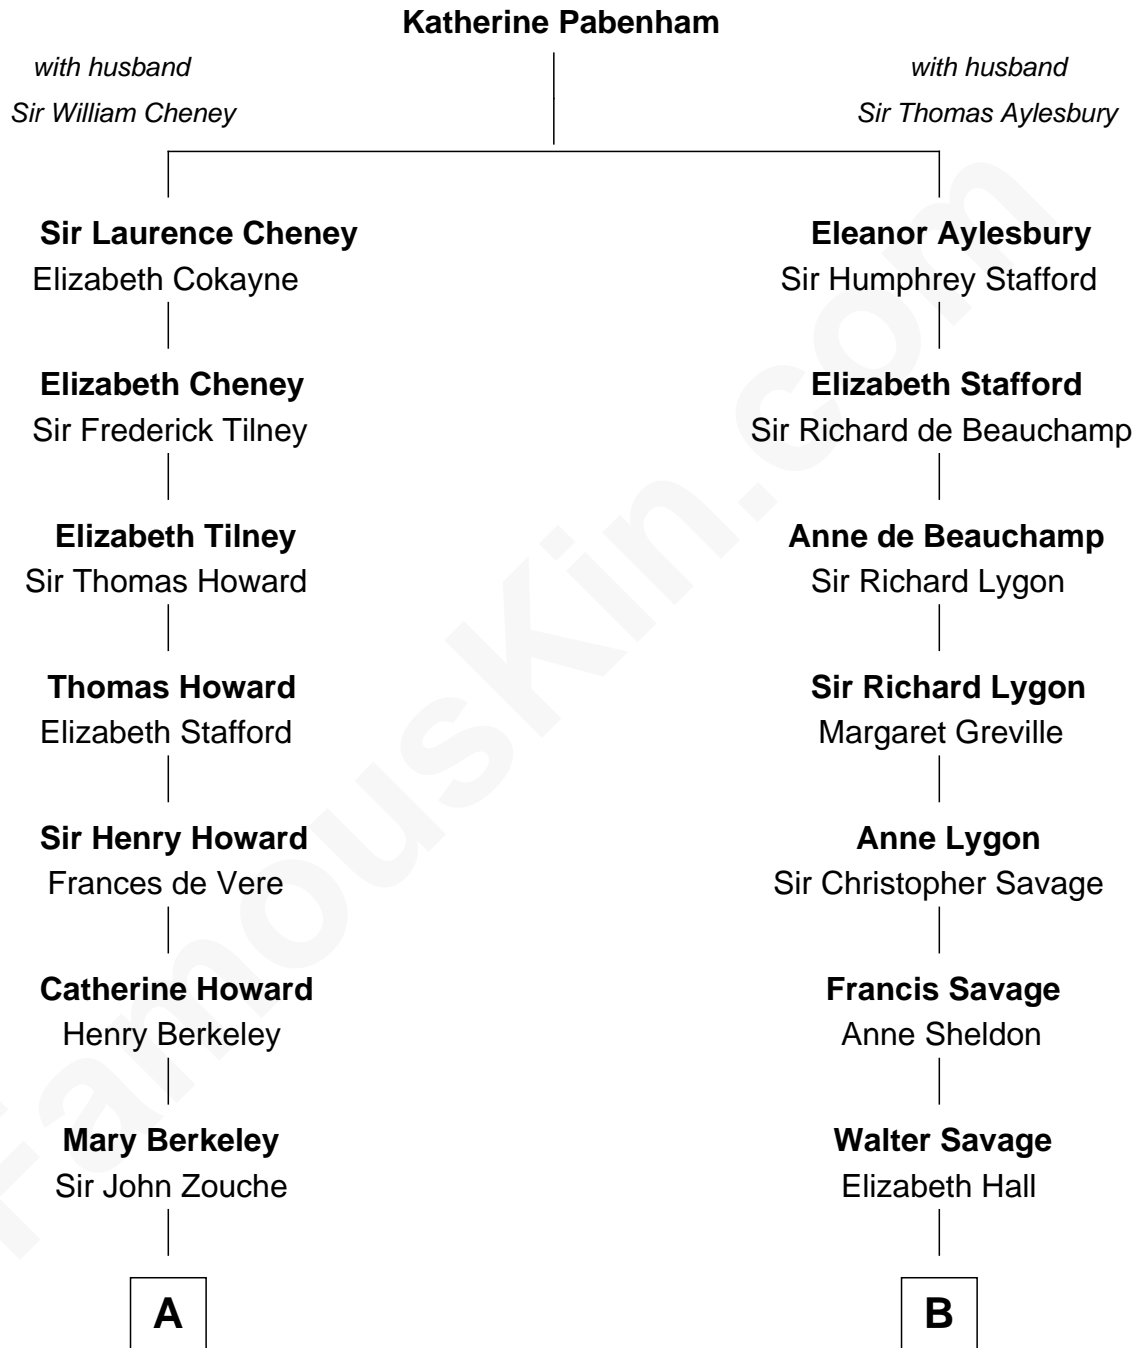 Katherine Pabenham
with husband
Sir William Cheney
with husband
Sir Thomas Aylesbury
Sir Laurence Cheney
Elizabeth Cokayne
Eleanor Aylesbury
Sir Humphrey Stafford
Elizabeth Cheney
Sir Frederick Tilney
Elizabeth Stafford
Sir Richard de Beauchamp
Elizabeth Tilney
Sir Thomas Howard
Anne de Beauchamp
Sir Richard Lygon
Thomas Howard
Elizabeth Stafford
Sir Richard Lygon
Margaret Greville
Sir Henry Howard
Frances de Vere
Anne Lygon
Sir Christopher Savage
Catherine Howard
Henry Berkeley
Francis Savage
Anne Sheldon
Mary Berkeley
Sir John Zouche
Walter Savage
Elizabeth Hall
A
B
FamousKin.com